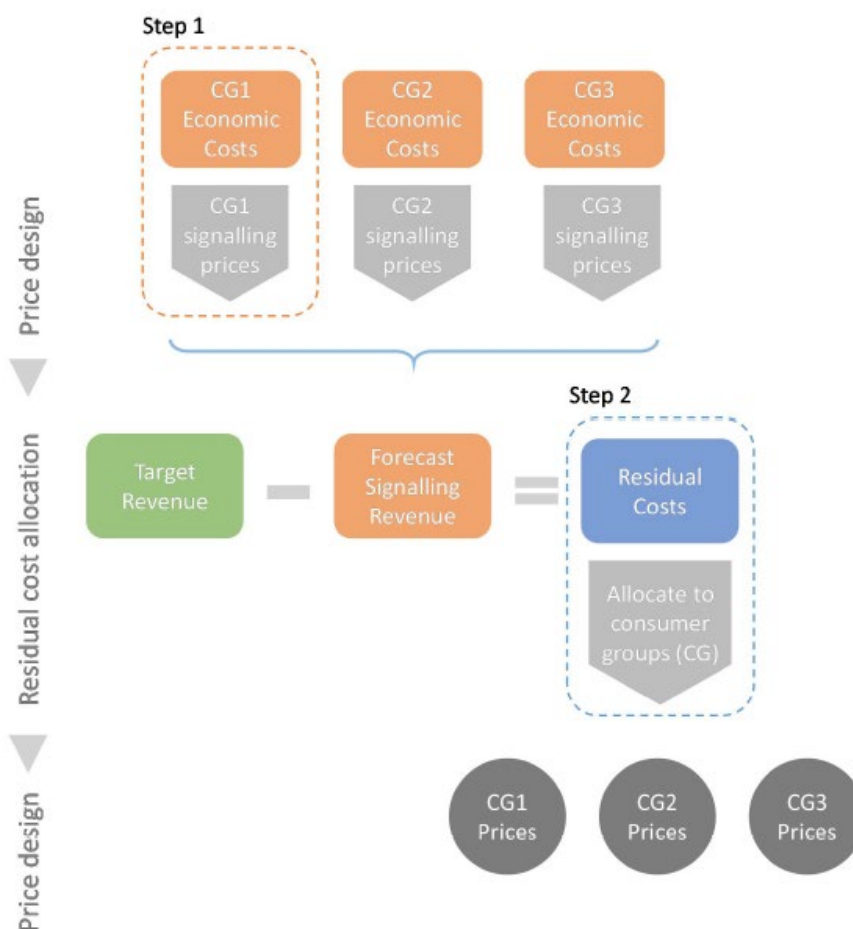 Step 1
CG1
Economic
Costs
CG2
Economic
Costs
CG3
Economic
Costs
CG1
signalling
prices
CG2
signalling
prices
CG3
signalling
prices
Price design
Step 2
Target
Revenue
Forecast
Signalling
Revenue
Residual
Costs
Residual cost allocation
Allocate to
consumer
groups (CG)
CG1
Prices
CG2
Prices
CG3
Prices
Price design